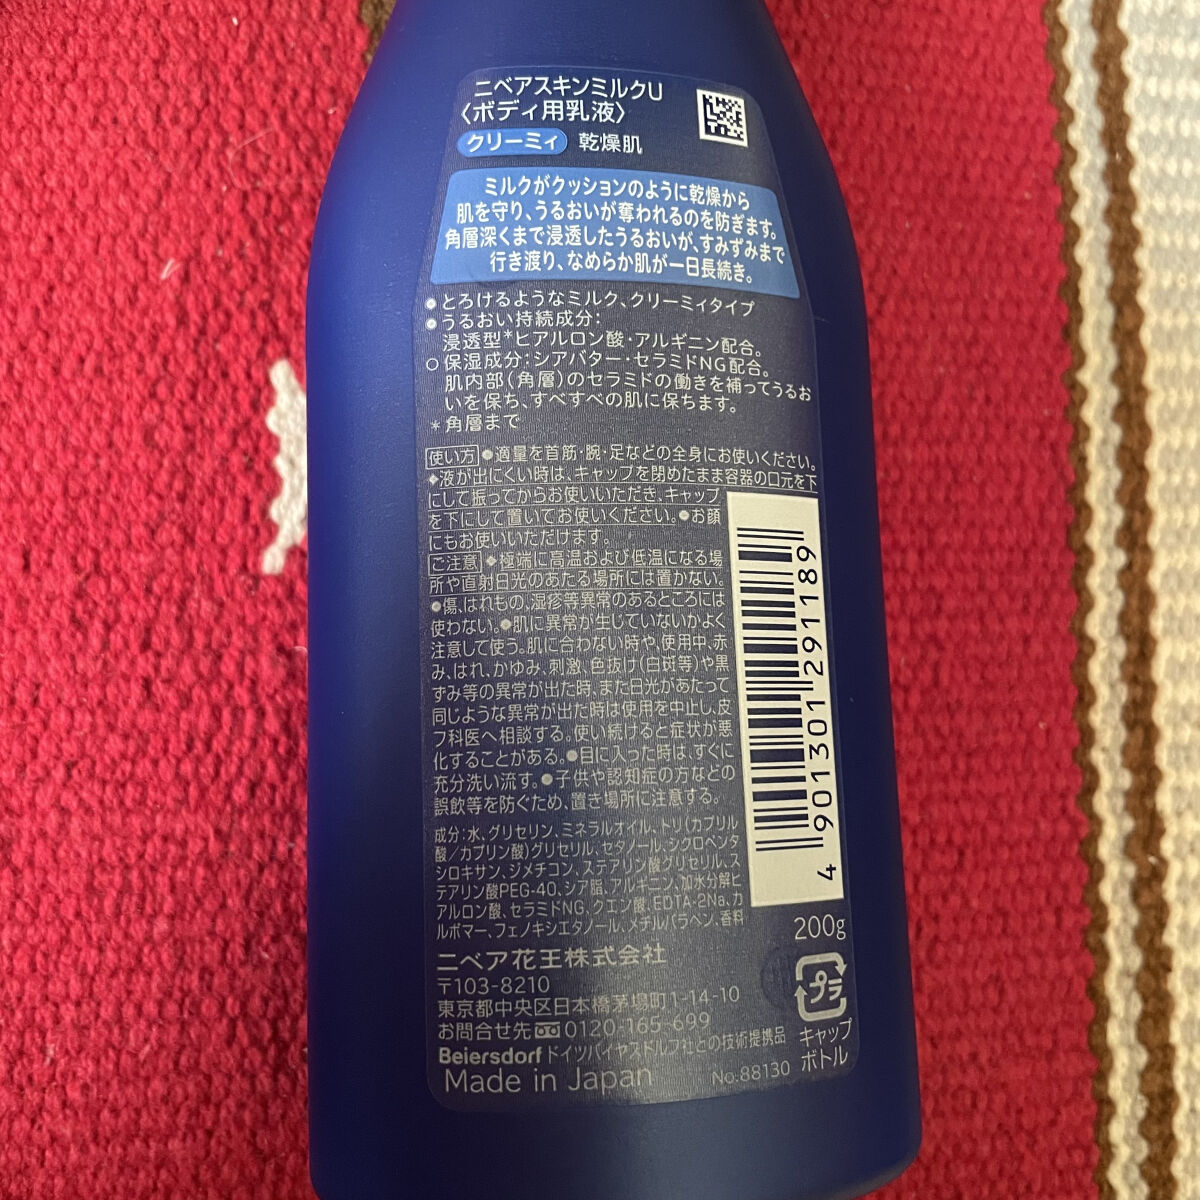 ニベアスキンミルクU
〈ボディ用乳液〉
クリーミィ 乾燥肌
ミルクがクッションのように乾燥から
肌を守り、うるおいが奪われるのを防ぎます。
角層深くまで浸透したうるおいが、すみずみまで
行き渡り、なめらか肌が一日長続き。
●とろけるようなミルク、クリーミィタイプ
●うるおい持続成分:
浸透型*ヒアルロン酸・アルギニン配合。
○保湿成分:シアバター・セラミドNG配合。
肌内部(角層)のセラミドの働きを補ってうるお
いを保ち、すべすべの肌に保ちます。
*角層まで
使い方 ●適量を首筋・腕・足などの全身にお使いください。
◆液が出にくい時は、キャップを閉めたまま容器の口元を下
にして振ってからお使いいただき、キャップ
を下にして置いてお使いください。●お顔
にもお使いいただけます。
ご注意 ◆極端に高温および低温になる場
所や直射日光のあたる場所には置かない。
●傷、はれもの、湿疹等異常のあるところには
使わない。●肌に異常が生じていないかよく
注意して使う。肌に合わない時や、使用中、赤
み、はれ、かゆみ、刺激、色抜け(白斑等)や黒
ずみ等の異常が出た時、また日光があたって
同じような異常が出た時は使用を中止し、皮
フ科医へ相談する。使い続けると症状が悪
化することがある。●目に入った時は、すぐに
充分洗い流す。●子供や認知症の方などの
誤飲等を防ぐため、置き場所に注意する。
成分:水、グリセリン、ミネラルオイル、トリ(カプリル
酸/カプリン酸)グリセリル、セタノール、シクロペンタ
シロキサン、ジメチコン、ステアリン酸グリセリル、ス
テアリン酸PEG-40、シア脂、アルギニン、加水分解ヒ
アルロン酸、セラミドNG、クエン酸、EDTA-2Na、カ
ルボマー、フェノキシエタノール、メチルパラベン、香料
4 901301 291189
200g
ニベア花王株式会社
〒103-8210
東京都中央区日本橋茅場町1-14-10
お問合せ先 0120-165-699
Beiersdorf ドイツバイヤスドルフ社との技術提携品
Made in Japan No.88130
プラ
キャップ
ボトル